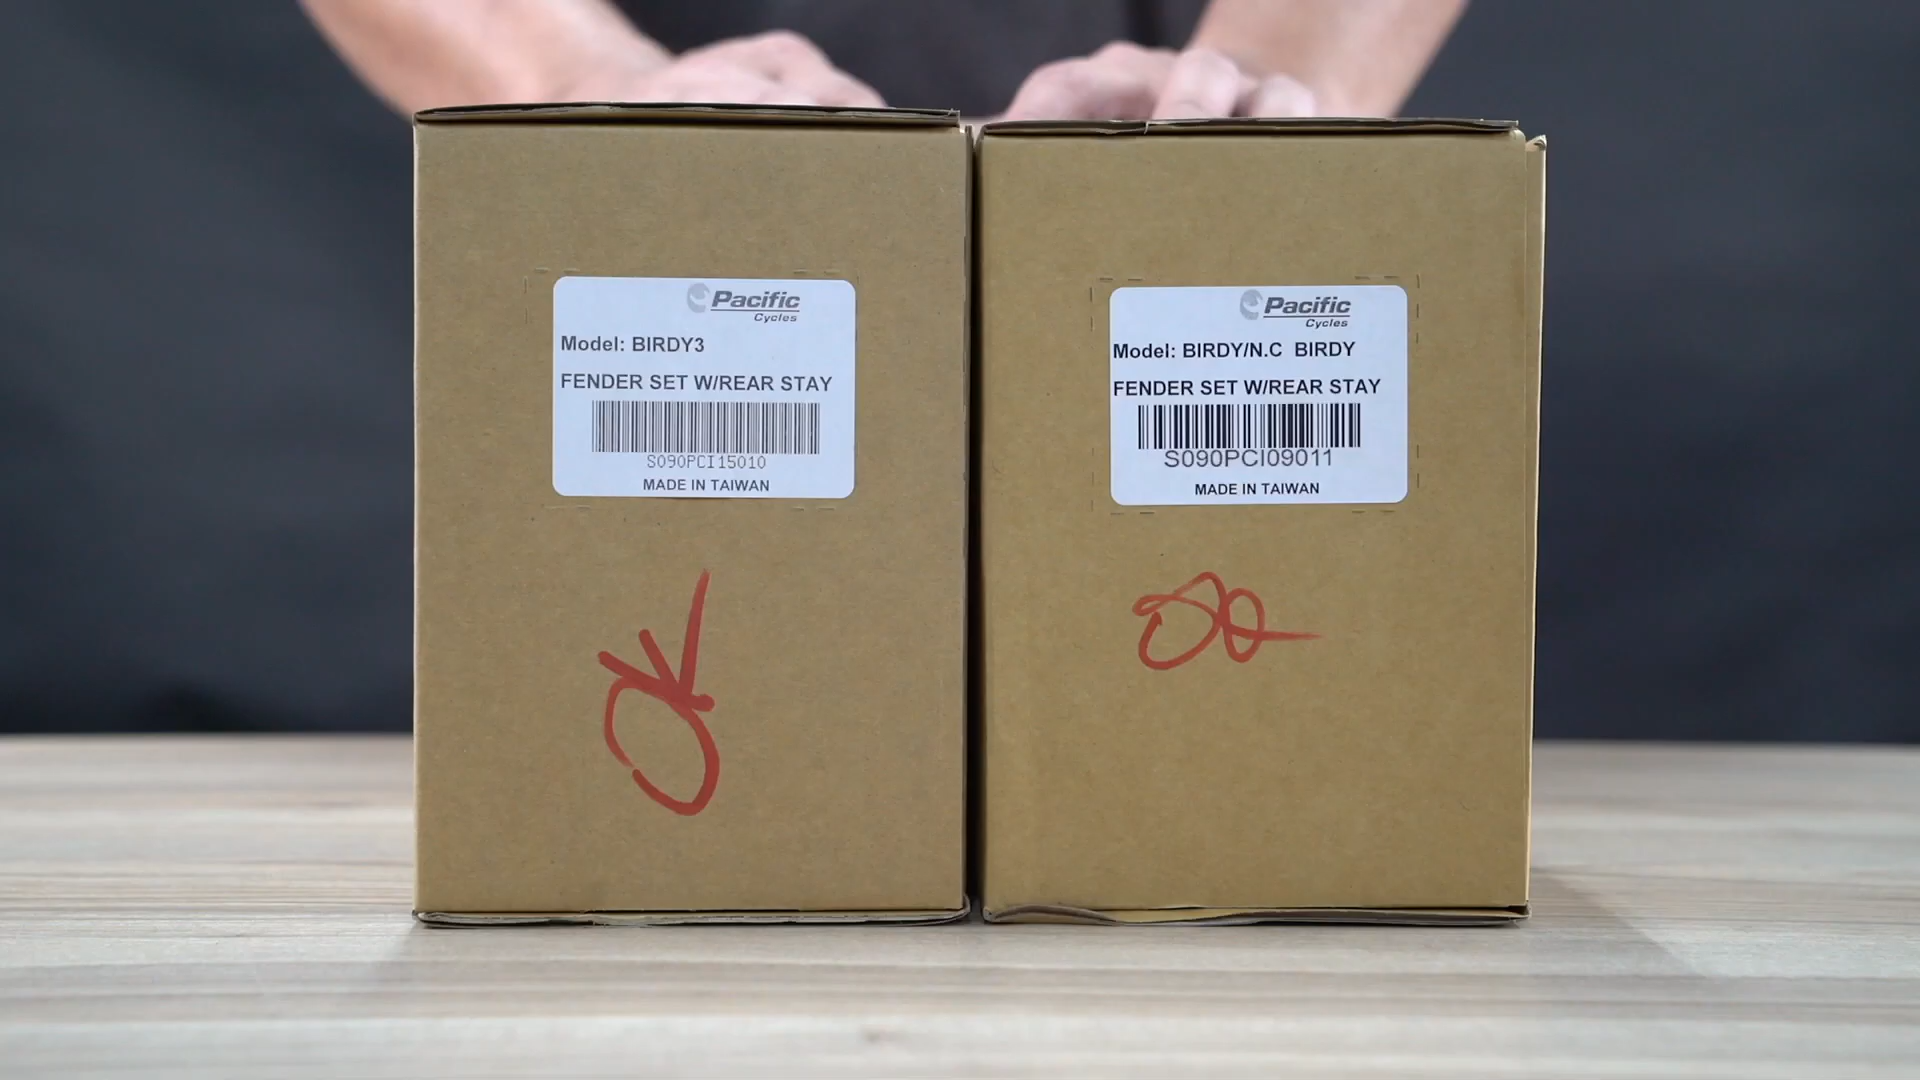 Pacific
Cycles
Model: BIRDY3
FENDER SET W/REAR STAY
S090PCI15010
MADE IN TAIWAN
OK
Pacific
Cycles
Model: BIRDY/N.C BIRDY
FENDER SET W/REAR STAY
S090PCI09011
MADE IN TAIWAN